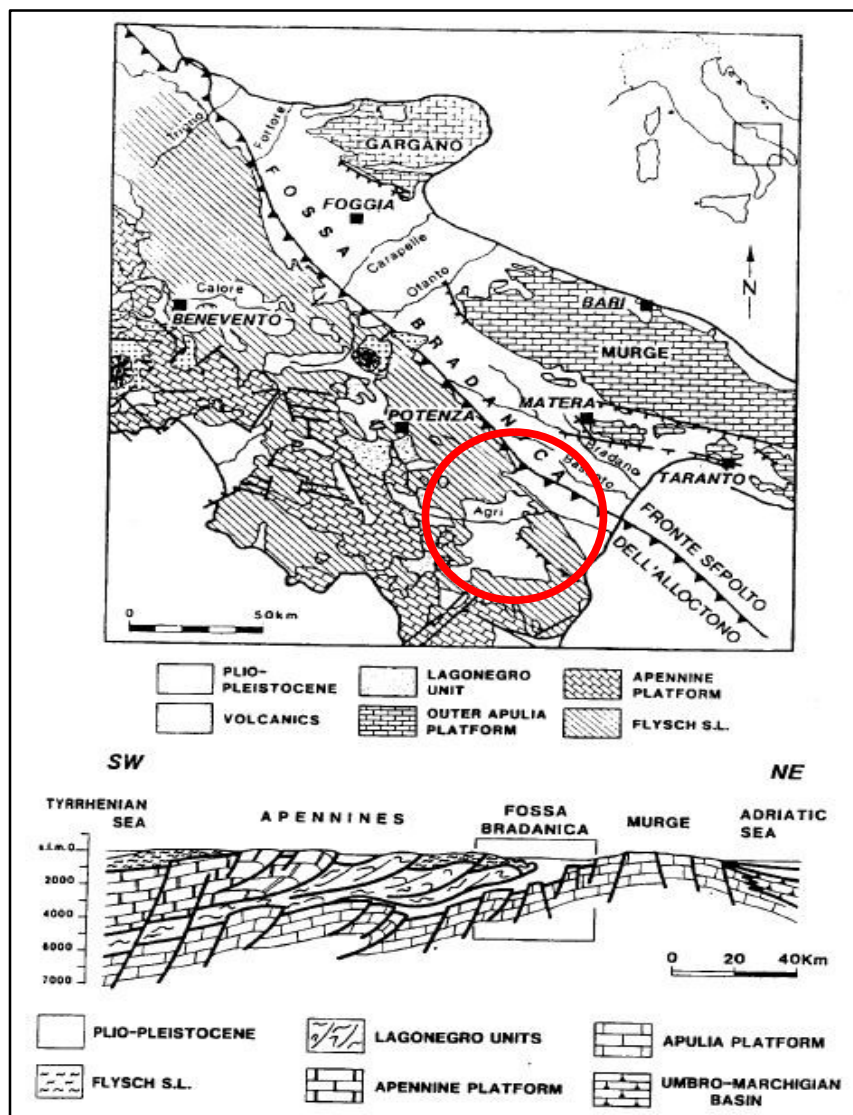 Trigno
Fortore
GARGANO
FOSSA
FOGGIA
Carapelle
Ofanto
N
Calore
BENEVENTO
BARI
BRADANICA
MURGE
MATERA
POTENZA
Bradano
Basento
TARANTO
Agri
FRONTE SEPOLTO
DELL'ALLOCTONO
0 50km
PLIO-
PLEISTOCENE
LAGONEGRO
UNIT
APENNINE
PLATFORM
VOLCANICS
OUTER APULIA
PLATFORM
FLYSCH S.L.
SW
NE
TYRRHENIAN
SEA
APENNINES
FOSSA
BRADANICA
MURGE
ADRIATIC
SEA
s.l.m.0
2000
4000
6000
7000
0 20 40Km
PLIO-PLEISTOCENE
LAGONEGRO UNITS
APULIA PLATFORM
FLYSCH S.L.
APENNINE PLATFORM
UMBRO-MARCHIGIAN
BASIN